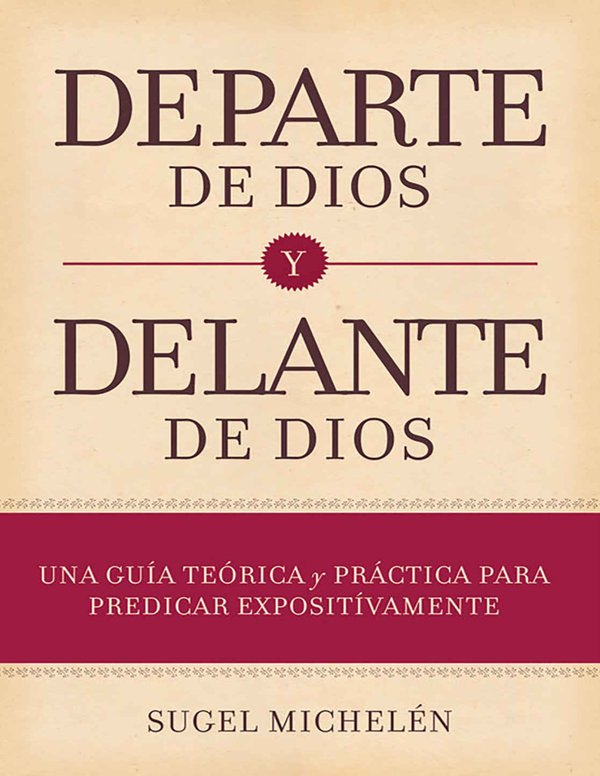 DEPARTE
DE DIOS
Y
DELANTE
DE DIOS
UNA GUÍA TEÓRICA y PRÁCTICA PARA
PREDICAR EXPOSITÍVAMENTE
SUGEL MICHELÉN